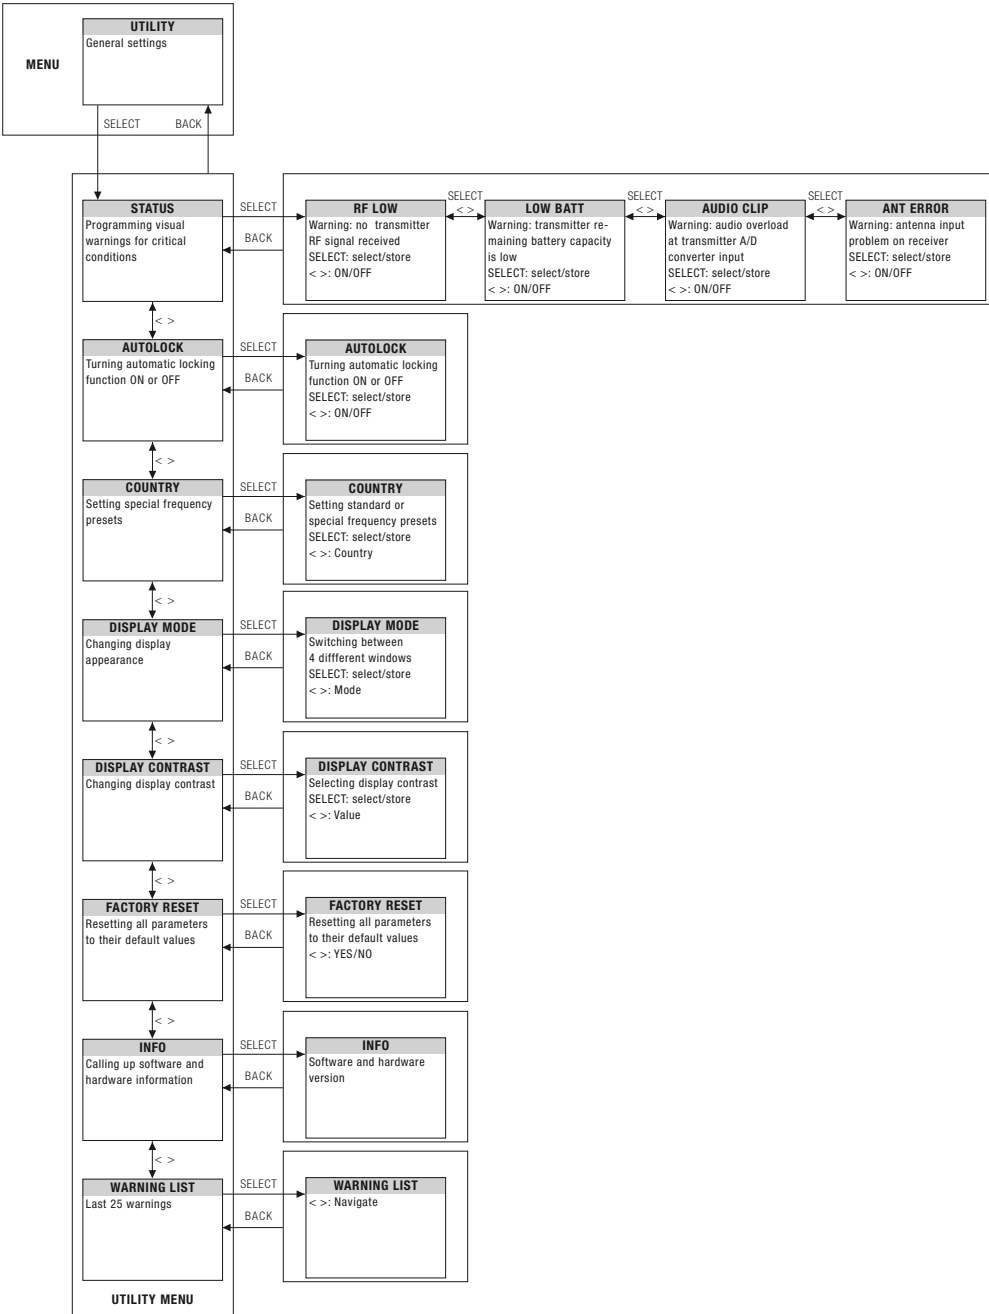 UTILITY
General settings
MENU
SELECT BACK
STATUS
Programming visual
warnings for critical
conditions
SELECT
BACK
RF LOW
Warning: no transmitter
RF signal received
SELECT: select/store
< >: ON/OFF
SELECT
< >
LOW BATT
Warning: transmitter re-
maining battery capacity
is low
SELECT: select/store
< >: ON/OFF
SELECT
< >
AUDIO CLIP
Warning: audio overload
at transmitter A/D
converter input
SELECT: select/store
< >: ON/OFF
SELECT
< >
ANT ERROR
Warning: antenna input
problem on receiver
SELECT: select/store
< >: ON/OFF
< >
AUTOLOCK
Turning automatic locking
function ON or OFF
SELECT
BACK
AUTOLOCK
Turning automatic locking
function ON or OFF
SELECT: select/store
< >: ON/OFF
< >
COUNTRY
Setting special frequency
presets
SELECT
BACK
COUNTRY
Setting standard or
special frequency presets
SELECT: select/store
< >: Country
< >
DISPLAY MODE
Changing display
appearance
SELECT
BACK
DISPLAY MODE
Switching between
4 diffferent windows
SELECT: select/store
< >: Mode
< >
DISPLAY CONTRAST
Changing display contrast
SELECT
BACK
DISPLAY CONTRAST
Selecting display contrast
SELECT: select/store
< >: Value
< >
FACTORY RESET
Resetting all parameters
to their default values
SELECT
BACK
FACTORY RESET
Resetting all parameters
to their default values
< >: YES/NO
< >
INFO
Calling up software and
hardware information
SELECT
BACK
INFO
Software and hardware
version
< >
WARNING LIST
Last 25 warnings
SELECT
BACK
WARNING LIST
< >: Navigate
UTILITY MENU